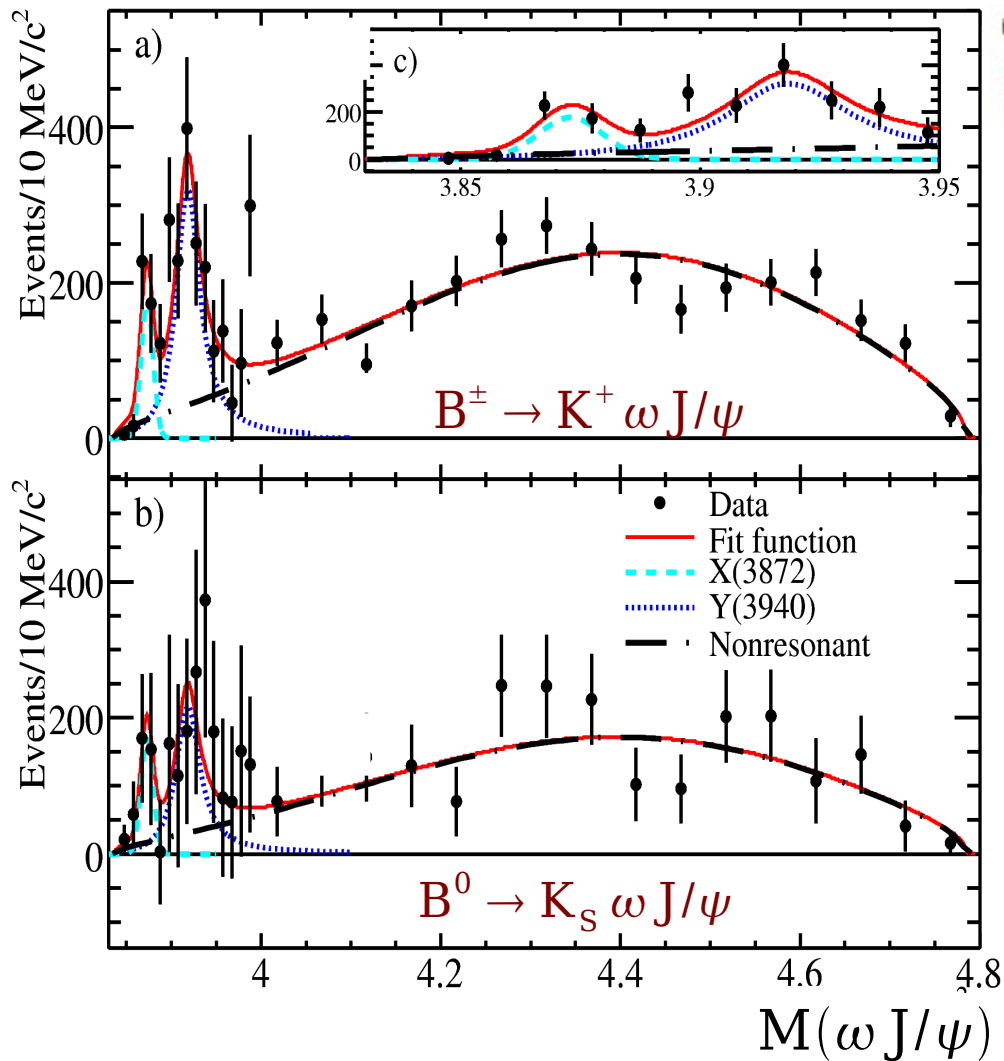 a)
c)
Events/10 MeV/c²
400
200
0
200
0
3.85
3.9
3.95
B± → K⁺ ω J/ψ
b)
Events/10 MeV/c²
400
200
0
Data
Fit function
X(3872)
Y(3940)
Nonresonant
B⁰ → K_S ω J/ψ
4
4.2
4.4
4.6
4.8
M(ω J/ψ)